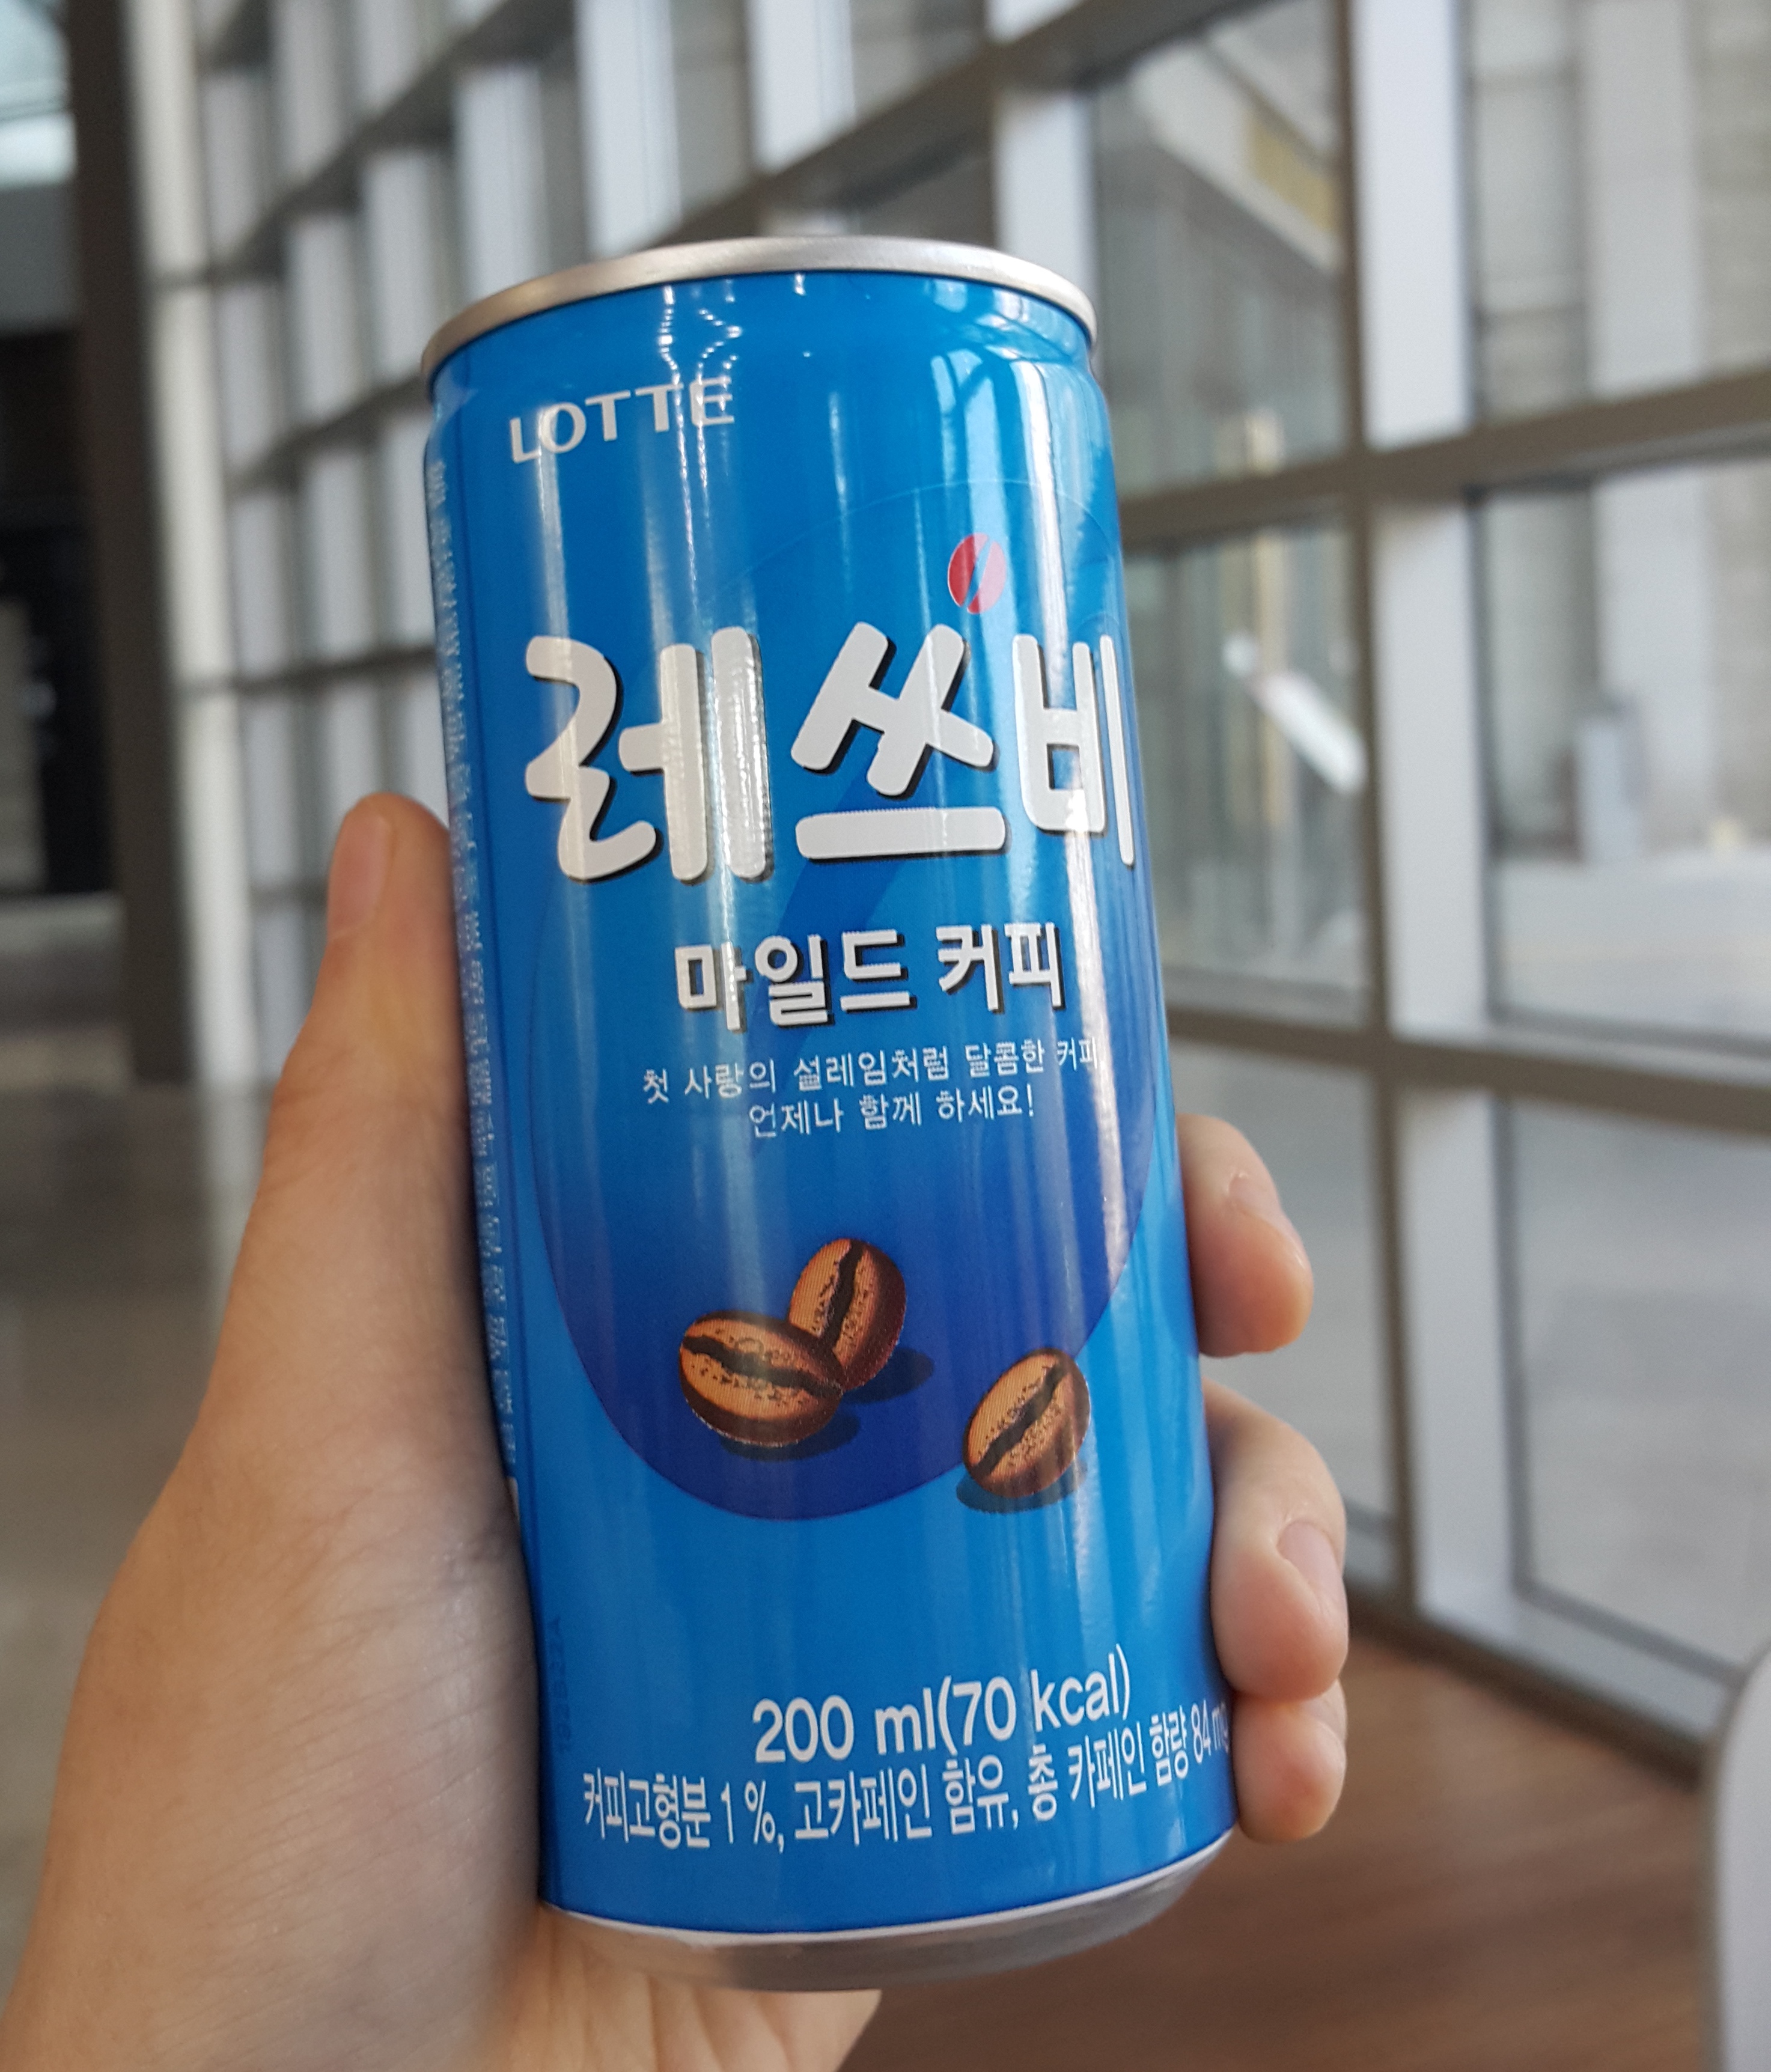 LOTTE
레쓰비
마일드 커피
첫 사랑의 설레임처럼 달콤한 커피
언제나 함께 하세요!
200 ml(70 kcal)
커피고형분 1 %, 고카페인 함유, 총 카페인 함량 84 mg